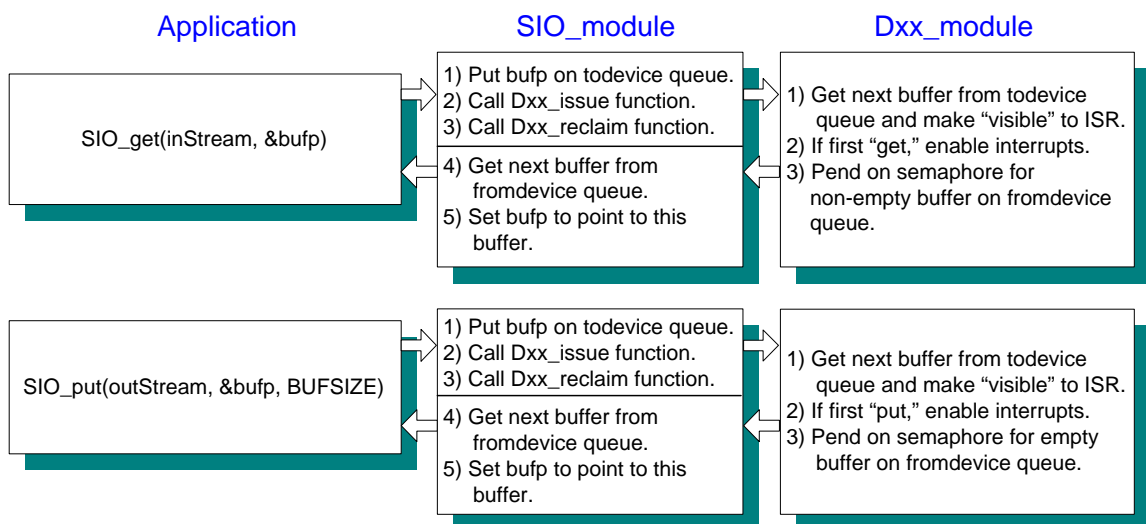 Application
SIO_module
Dxx_module
SIO_get(inStream, &bufp)
1) Put bufp on todevice queue.
2) Call Dxx_issue function.
3) Call Dxx_reclaim function.
4) Get next buffer from
fromdevice queue.
5) Set bufp to point to this
buffer.
1) Get next buffer from todevice
queue and make “visible” to ISR.
2) If first “get,” enable interrupts.
3) Pend on semaphore for
non-empty buffer on fromdevice
queue.
SIO_put(outStream, &bufp, BUFSIZE)
1) Put bufp on todevice queue.
2) Call Dxx_issue function.
3) Call Dxx_reclaim function.
4) Get next buffer from
fromdevice queue.
5) Set bufp to point to this
buffer.
1) Get next buffer from todevice
queue and make “visible” to ISR.
2) If first “put,” enable interrupts.
3) Pend on semaphore for empty
buffer on fromdevice queue.